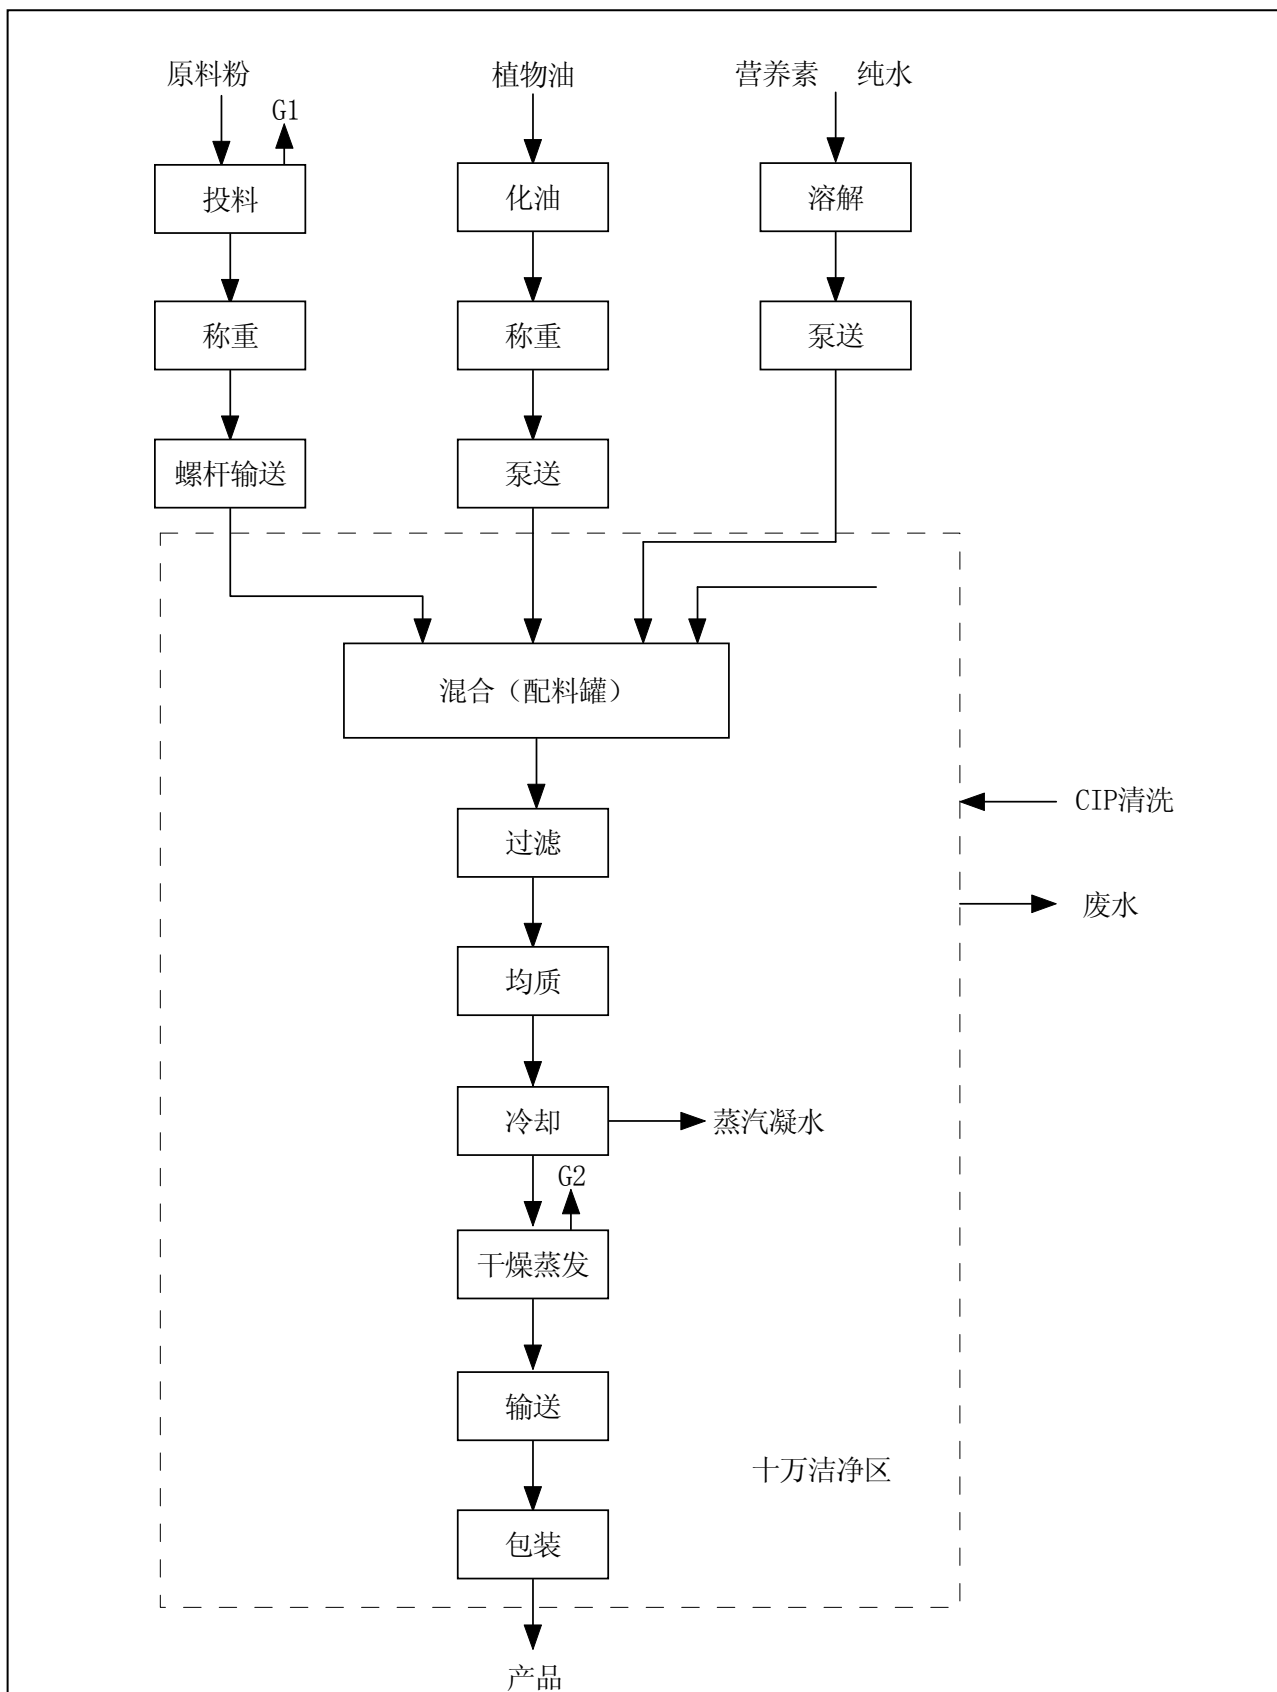 原料粉 植物油 营养素 纯水
G1
投料 化油 溶解
称重 称重 泵送
螺杆输送 泵送
混合（配料罐）
CIP清洗
过滤
废水
均质
冷却 蒸汽凝水
G2
干燥蒸发
输送
十万洁净区
包装
产品